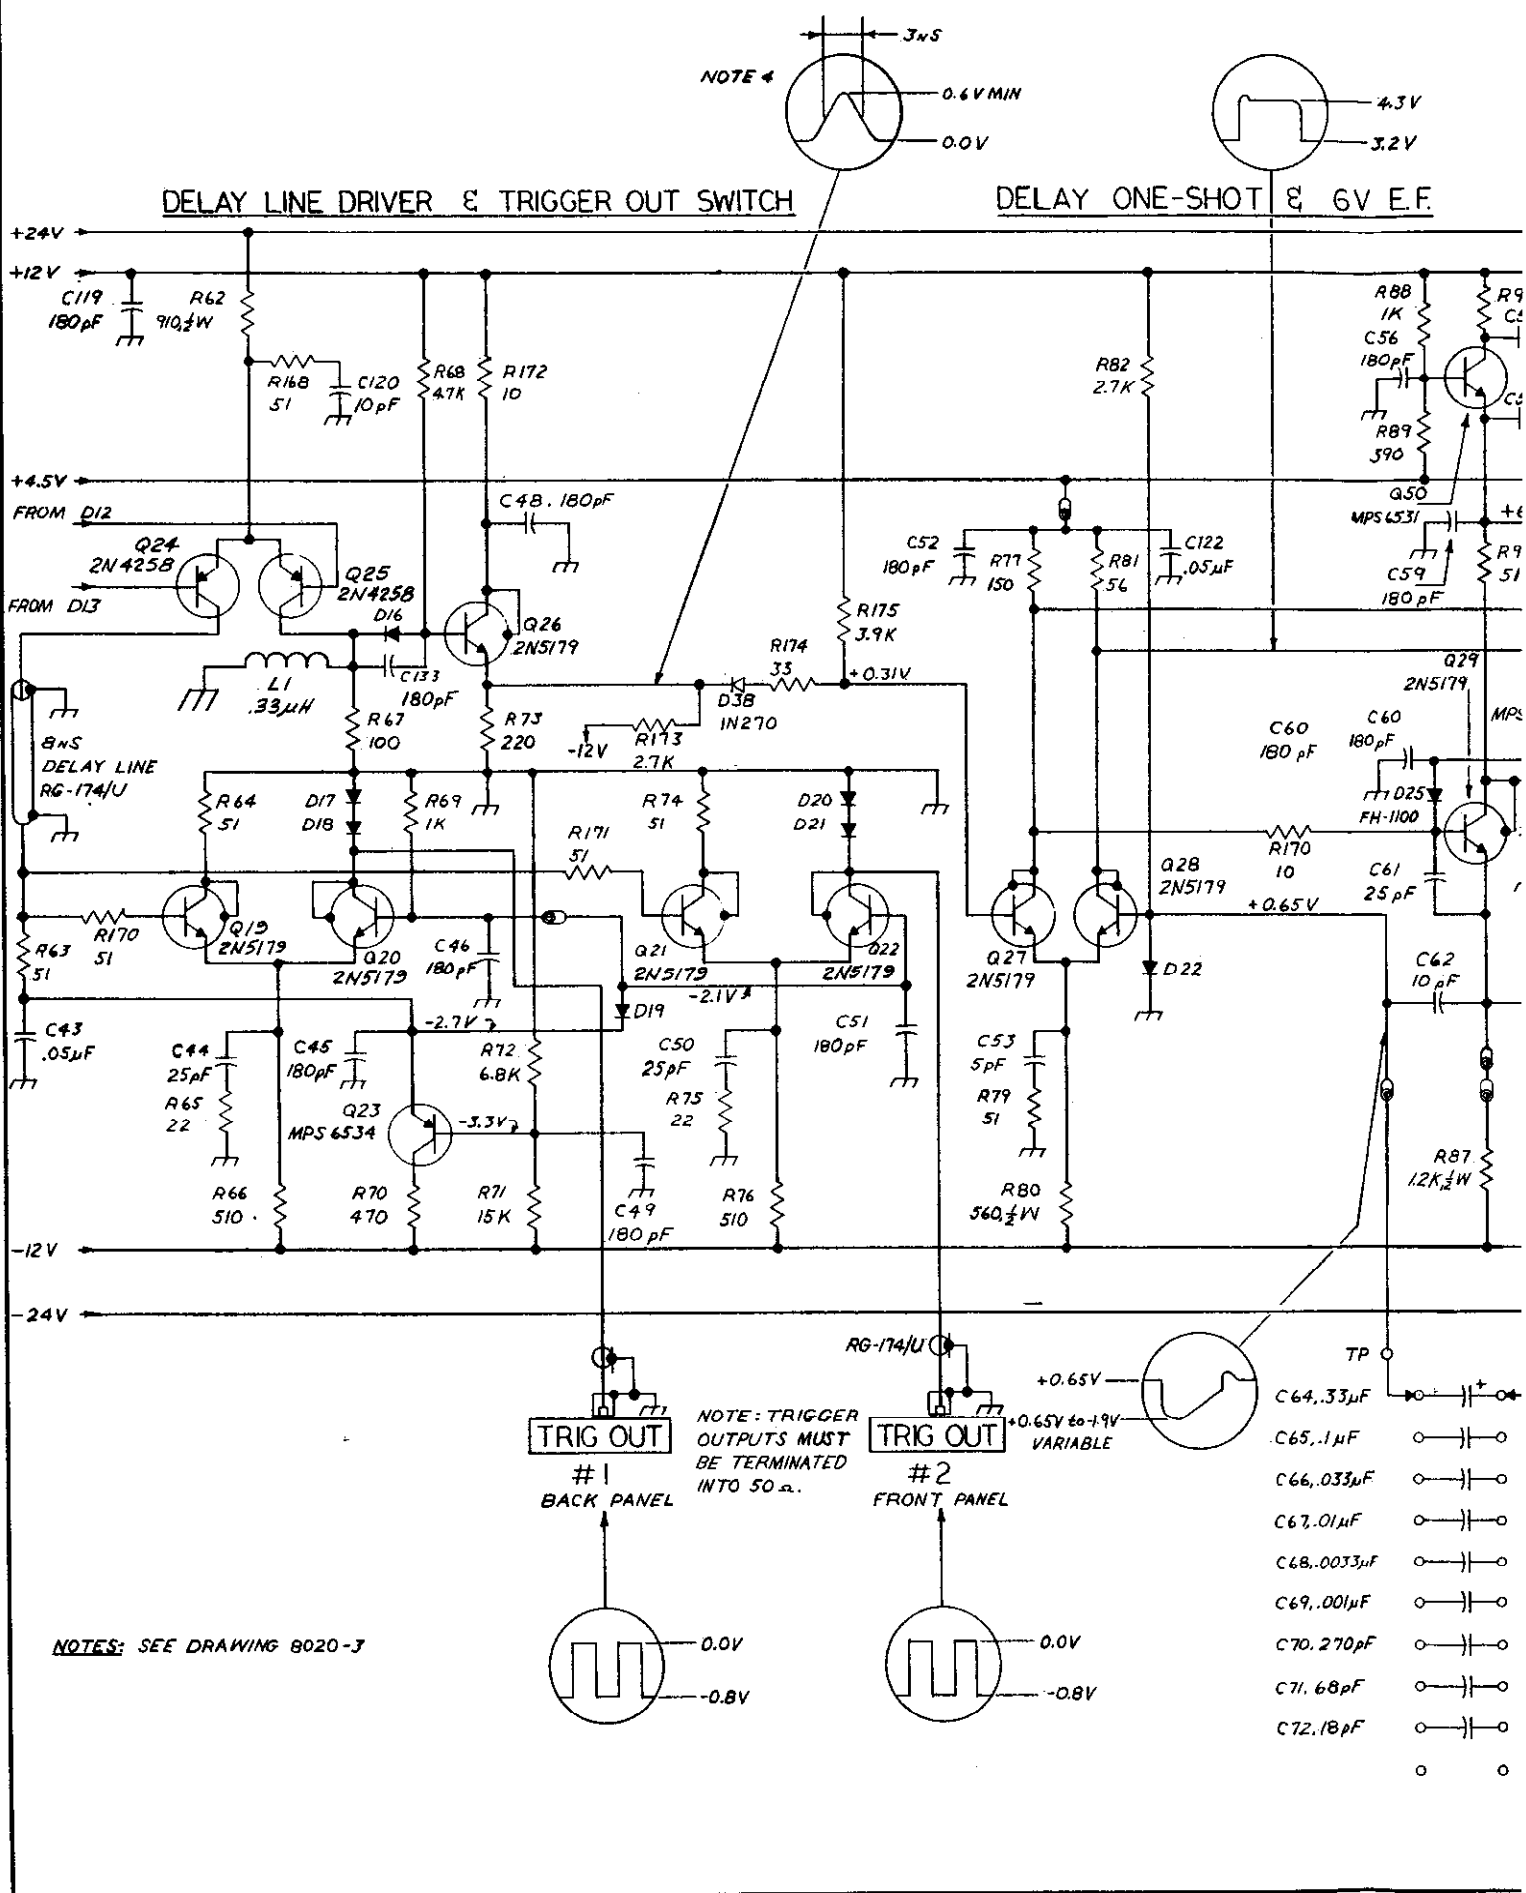 3NS
NOTE 4
0.6V MIN
0.0V
4.3V
3.2V
DELAY LINE DRIVER & TRIGGER OUT SWITCH
DELAY ONE-SHOT & 6V E.F.
+24V
+12V
C119
180pF
R62
910,½W
R168
51
C120
10pF
R68
4.7K
R172
10
R82
2.7K
R88
1K
C56
180pF
R89
390
+4.5V
FROM D12
Q24
2N4258
Q25
2N4258
FROM D13
D16
C48. 180pF
Q26
2N5179
C133
180pF
L1
.33µH
R67
100
R73
220
R175
3.9K
R174
33
+0.31V
D38
1N270
-12V
R173
2.7K
C52
180pF
R77
150
R81
56
C122
.05µF
Q50
MPS6531
C59
180pF
Q29
2N5179
C60
180pF
C60
180pF
D25
FH-1100
8NS
DELAY LINE
RG-174/U
R64
51
D17
D18
R69
1K
R171
51
R74
51
D20
D21
R170
10
C61
25pF
Q28
2N5179
+0.65V
R63
51
R170
51
Q19
2N5179
Q20
2N5179
C46
180pF
Q21
2N5179
Q22
2N5179
-2.1V
Q27
2N5179
D22
C62
10pF
C43
.05µF
C44
25pF
R65
22
C45
180pF
-2.7V
D19
R72
6.8K
C50
25pF
R75
22
C51
180pF
C53
5pF
R79
51
Q23
MPS6534
-3.3V
R66
510
R70
470
R71
15K
C49
180pF
R76
510
R80
560,½W
R87
1.2K,½W
-12V
-24V
RG-174/U
TP
+0.65V
+0.65V to -1.9V
VARIABLE
TRIG OUT
#1
BACK PANEL
NOTE: TRIGGER
OUTPUTS MUST
BE TERMINATED
INTO 50Ω.
TRIG OUT
#2
FRONT PANEL
C64,.33µF
+
C65,.1µF
C66,.033µF
C67,.01µF
C68,.0033µF
C69,.001µF
C70,270pF
C71,68pF
C72,18pF
NOTES: SEE DRAWING 8020-3
0.0V
-0.8V
0.0V
-0.8V